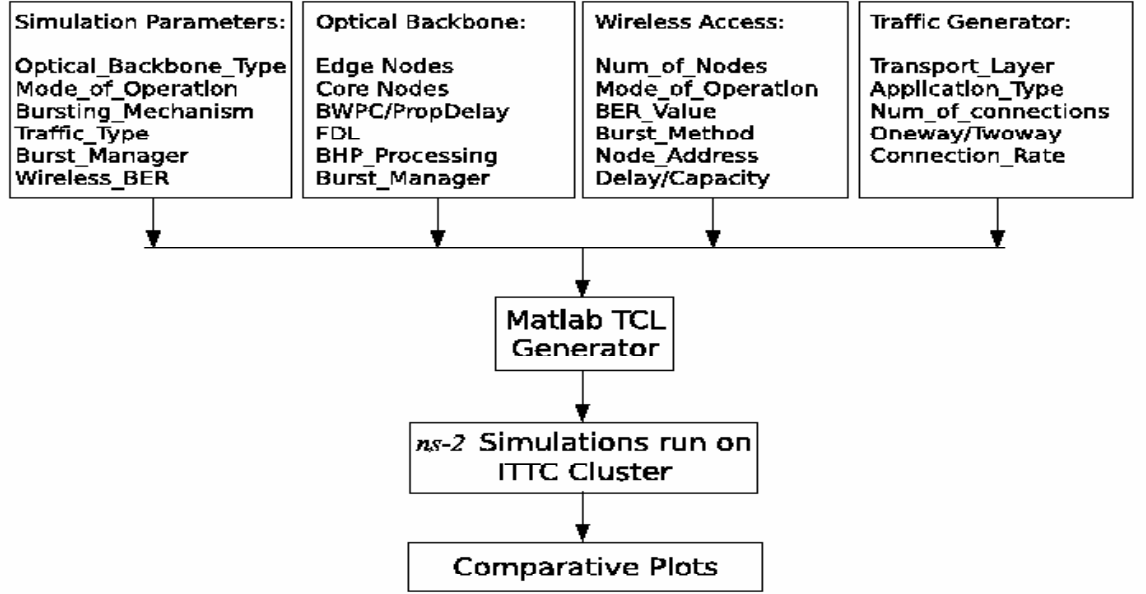 Simulation Parameters:
Optical_Backbone_Type
Mode_of_Operation
Bursting_Mechanism
Traffic_Type
Burst_Manager
Wireless_BER
Optical Backbone:
Edge Nodes
Core Nodes
BWPC/PropDelay
FDL
BHP_Processing
Burst_Manager
Wireless Access:
Num_of_Nodes
Mode_of_Operation
BER_Value
Burst_Method
Node_Address
Delay/Capacity
Traffic Generator:
Transport_Layer
Application_Type
Num_of_connections
Oneway/Twoway
Connection_Rate
Matlab TCL
Generator
ns-2 Simulations run on
ITTC Cluster
Comparative Plots